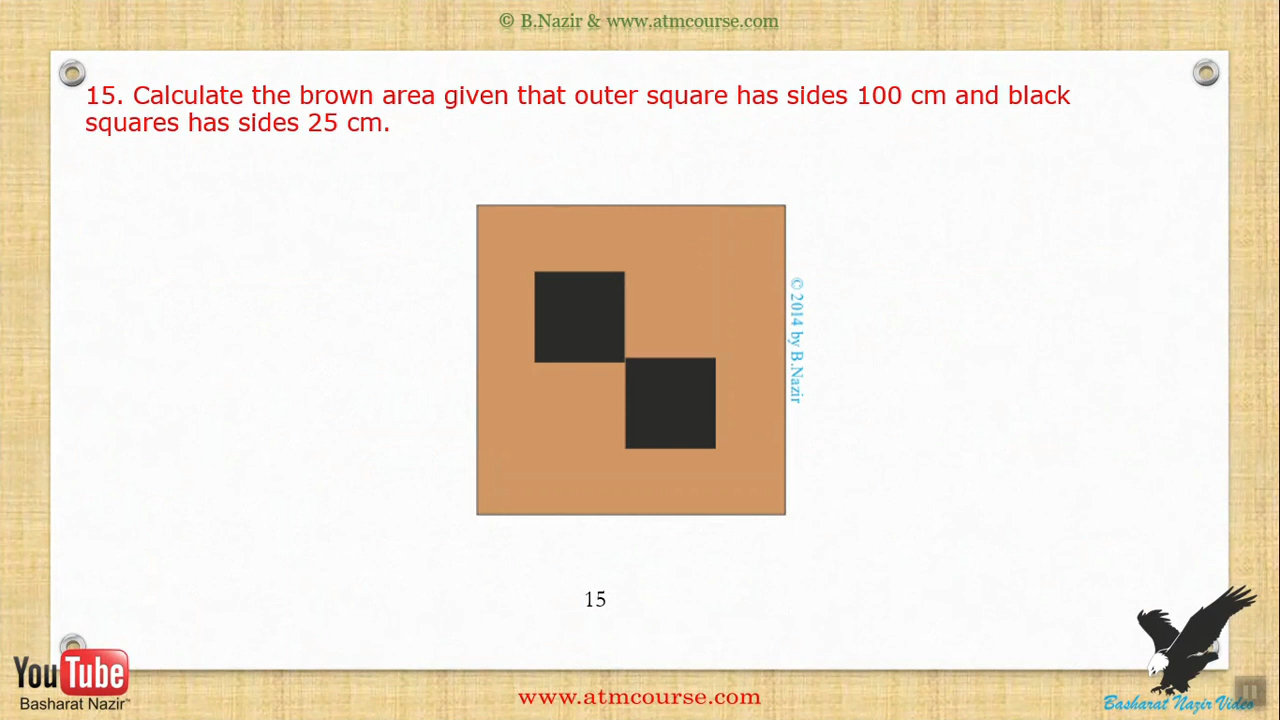 © B.Nazir & www.atmcourse.com
15. Calculate the brown area given that outer square has sides 100 cm and black
squares has sides 25 cm.
© 2014 by B.Nazir
15
YouTube
Basharat Nazir™
www.atmcourse.com
Basharat Nazir Video